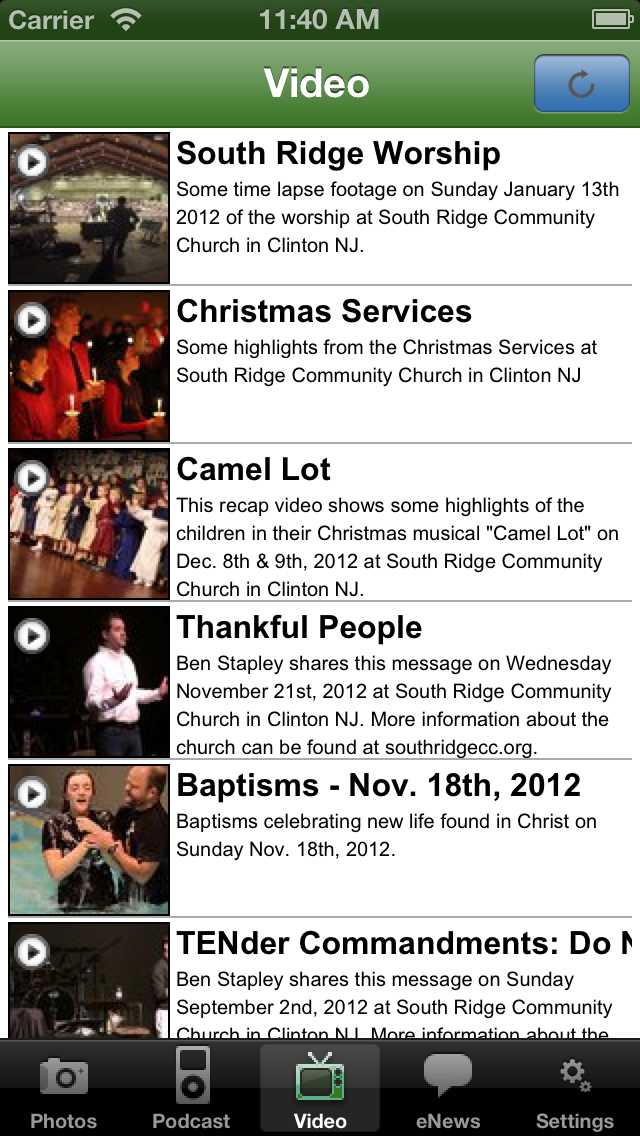 Carrier 11:40 AM
Video
South Ridge Worship
Some time lapse footage on Sunday January 13th
2012 of the worship at South Ridge Community
Church in Clinton NJ.
Christmas Services
Some highlights from the Christmas Services at
South Ridge Community Church in Clinton NJ
Camel Lot
This recap video shows some highlights of the
children in their Christmas musical "Camel Lot" on
Dec. 8th & 9th, 2012 at South Ridge Community
Church in Clinton NJ.
Thankful People
Ben Stapley shares this message on Wednesday
November 21st, 2012 at South Ridge Community
Church in Clinton NJ. More information about the
church can be found at southridgecc.org.
Baptisms - Nov. 18th, 2012
Baptisms celebrating new life found in Christ on
Sunday Nov. 18th, 2012.
TENder Commandments: Do N
Ben Stapley shares this message on Sunday
September 2nd, 2012 at South Ridge Community
Church in Clinton NJ. More information about the
Photos Podcast Video eNews Settings